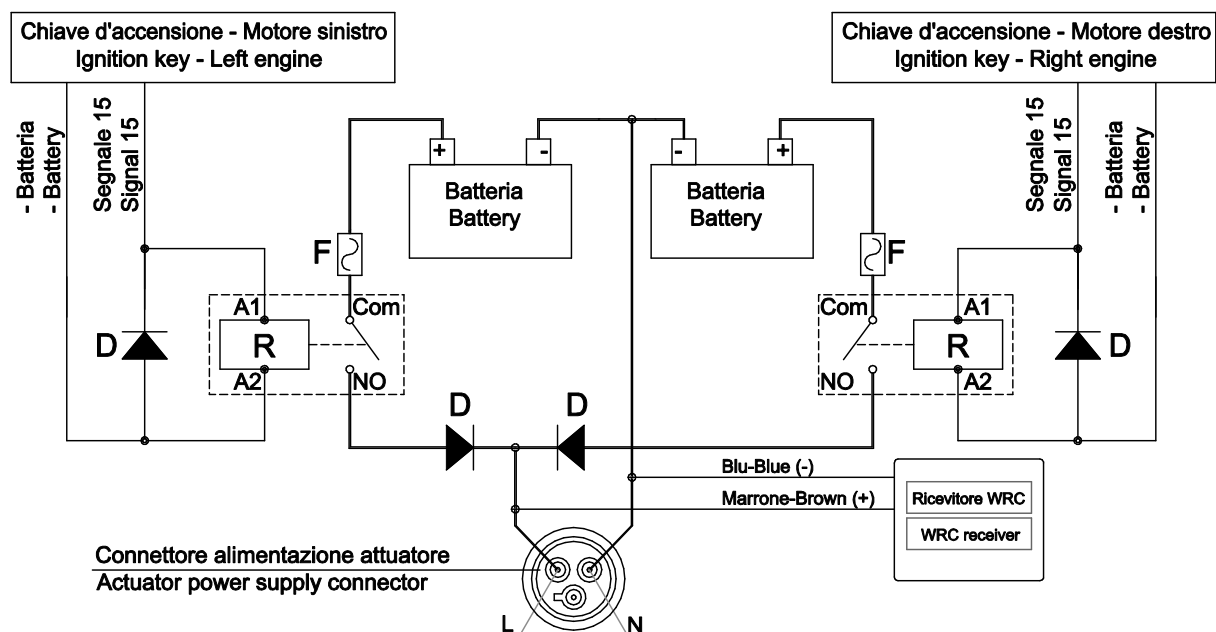 Chiave d'accensione - Motore sinistro
Ignition key - Left engine
Chiave d'accensione - Motore destro
Ignition key - Right engine
- Batteria
- Battery
Segnale 15
Signal 15
Segnale 15
Signal 15
- Batteria
- Battery
+
-
-
+
Batteria
Battery
Batteria
Battery
F
F
A1
Com
Com
A1
D
R
R
D
A2
NO
NO
A2
D
D
Blu-Blue (-)
Marrone-Brown (+)
Ricevitore WRC
WRC receiver
Connettore alimentazione attuatore
Actuator power supply connector
L
N